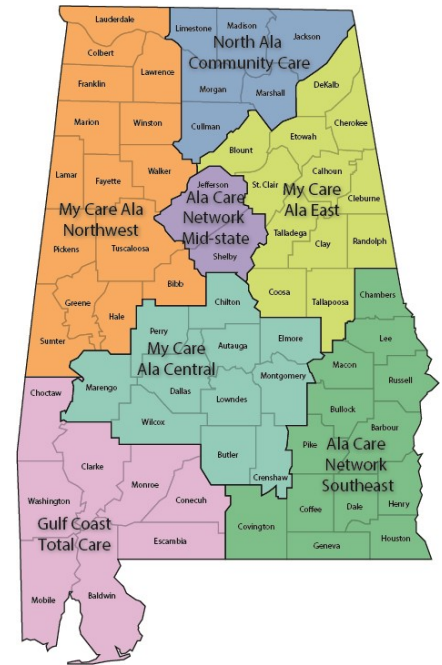 Lauderdale
Limestone
Madison
Jackson
Colbert
North Ala
Community Care
Lawrence
Franklin
Morgan
Marshall
DeKalb
Marion
Winston
Cullman
Cherokee
Etowah
Blount
Lamar
Fayette
Walker
Jefferson
St. Clair
Calhoun
Cleburne
My Care Ala
Northwest
Ala Care
Network
Mid-state
My Care
Ala East
Talladega
Clay
Randolph
Pickens
Tuscaloosa
Shelby
Bibb
Coosa
Tallapoosa
Chambers
Greene
Hale
Chilton
Sumter
Perry
Autauga
Elmore
Lee
My Care
Ala Central
Macon
Russell
Choctaw
Marengo
Dallas
Montgomery
Lowndes
Bullock
Wilcox
Barbour
Pike
Clarke
Butler
Ala Care
Network
Southeast
Monroe
Crenshaw
Washington
Conecuh
Coffee
Dale
Henry
Gulf Coast
Total Care
Covington
Escambia
Geneva
Houston
Mobile
Baldwin